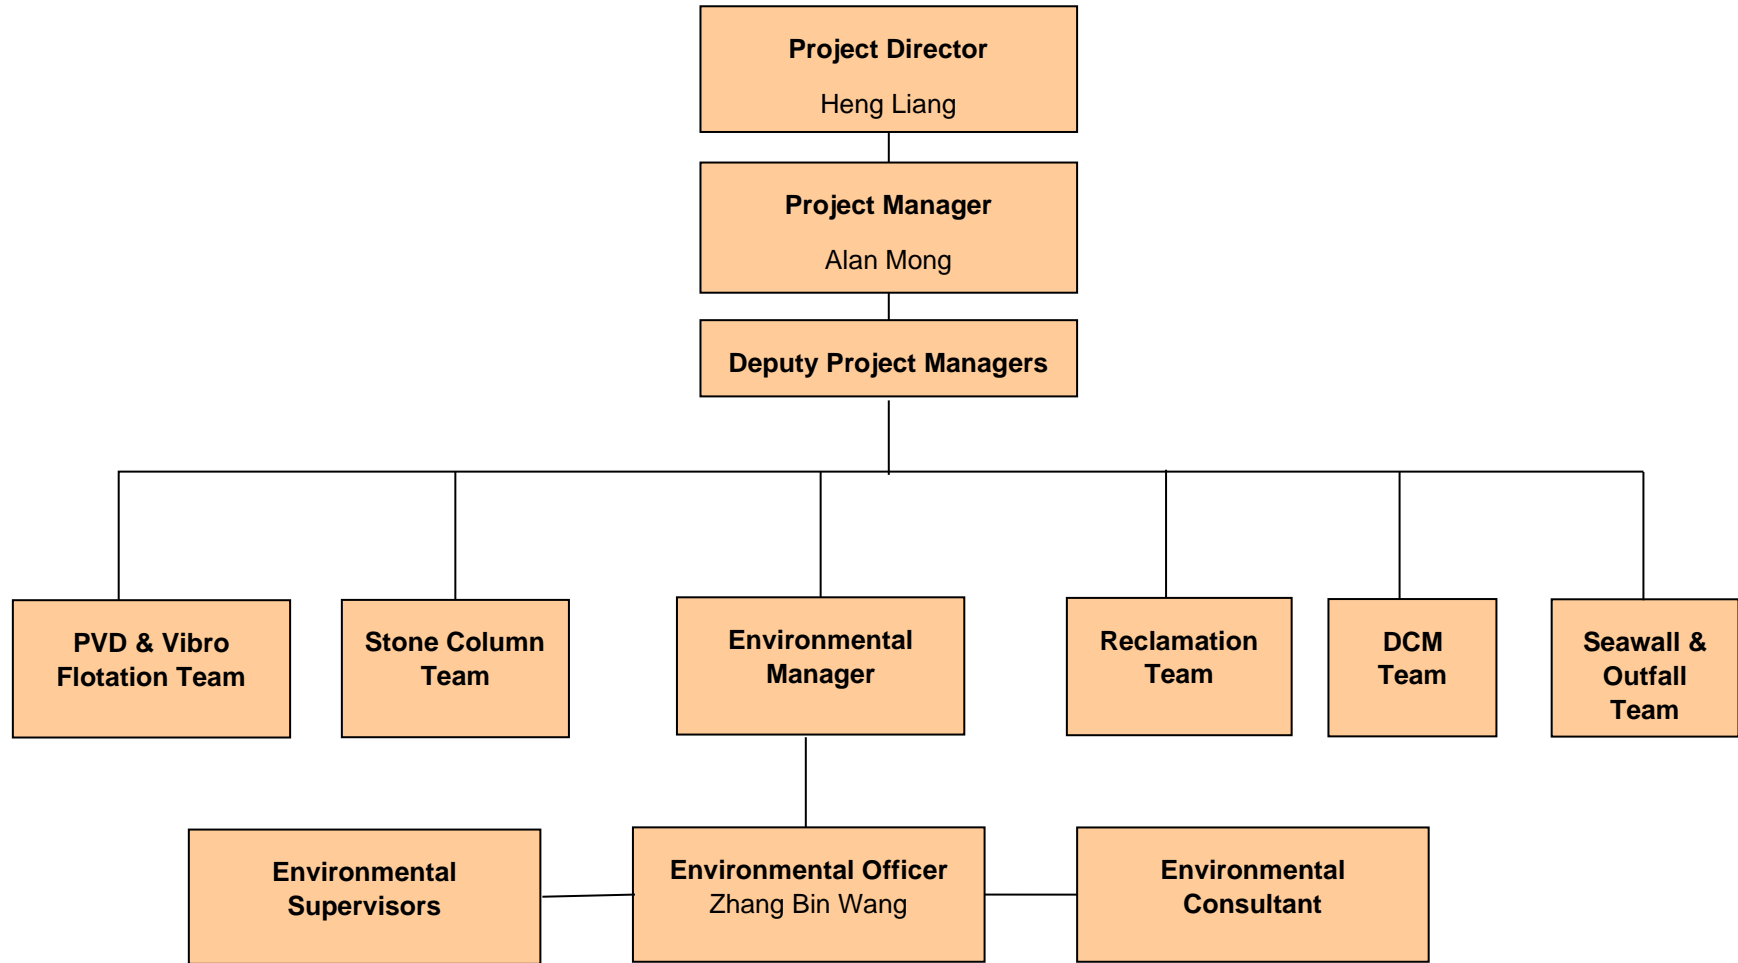 Project Director
Heng Liang
Project Manager
Alan Mong
Deputy Project Managers
PVD & Vibro
Flotation Team
Stone Column
Team
Environmental
Manager
Reclamation
Team
DCM
Team
Seawall &
Outfall
Team
Environmental
Supervisors
Environmental Officer
Zhang Bin Wang
Environmental
Consultant